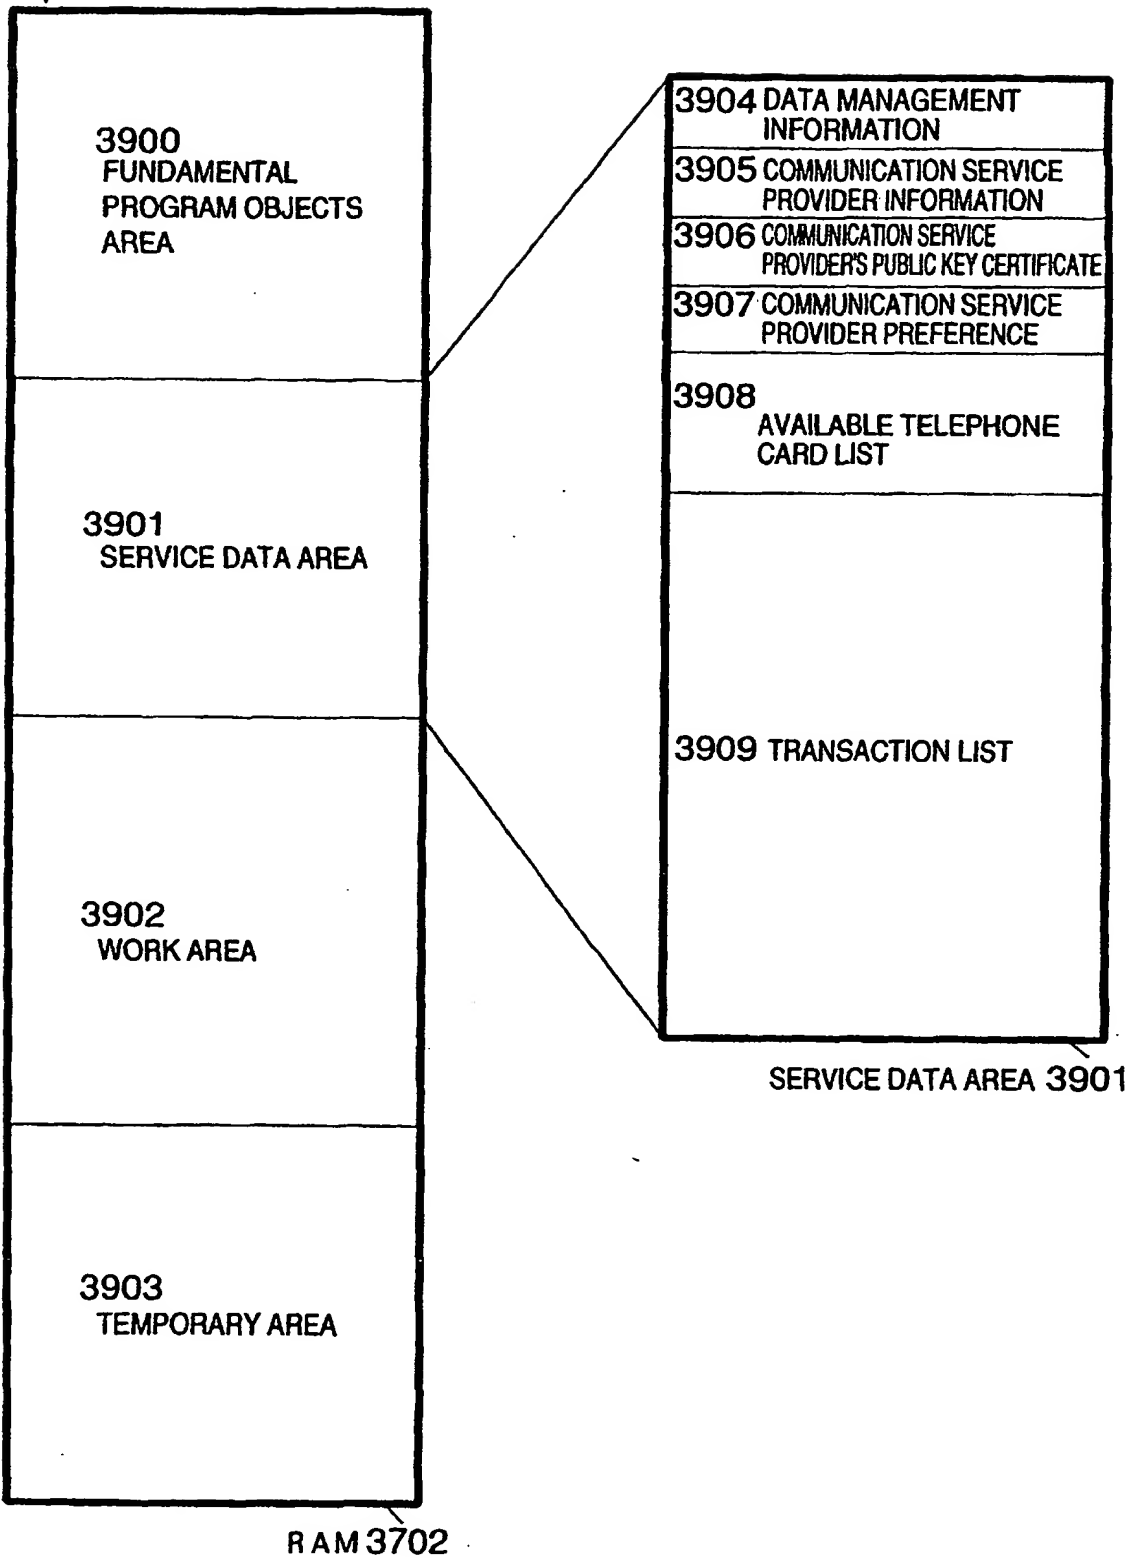 3900
FUNDAMENTAL
PROGRAM OBJECTS
AREA
3901
SERVICE DATA AREA
3902
WORK AREA
3903
TEMPORARY AREA
RAM 3702
3904 DATA MANAGEMENT
INFORMATION
3905 COMMUNICATION SERVICE
PROVIDER INFORMATION
3906 COMMUNICATION SERVICE
PROVIDER'S PUBLIC KEY CERTIFICATE
3907 COMMUNICATION SERVICE
PROVIDER PREFERENCE
3908
AVAILABLE TELEPHONE
CARD LIST
3909 TRANSACTION LIST
SERVICE DATA AREA 3901